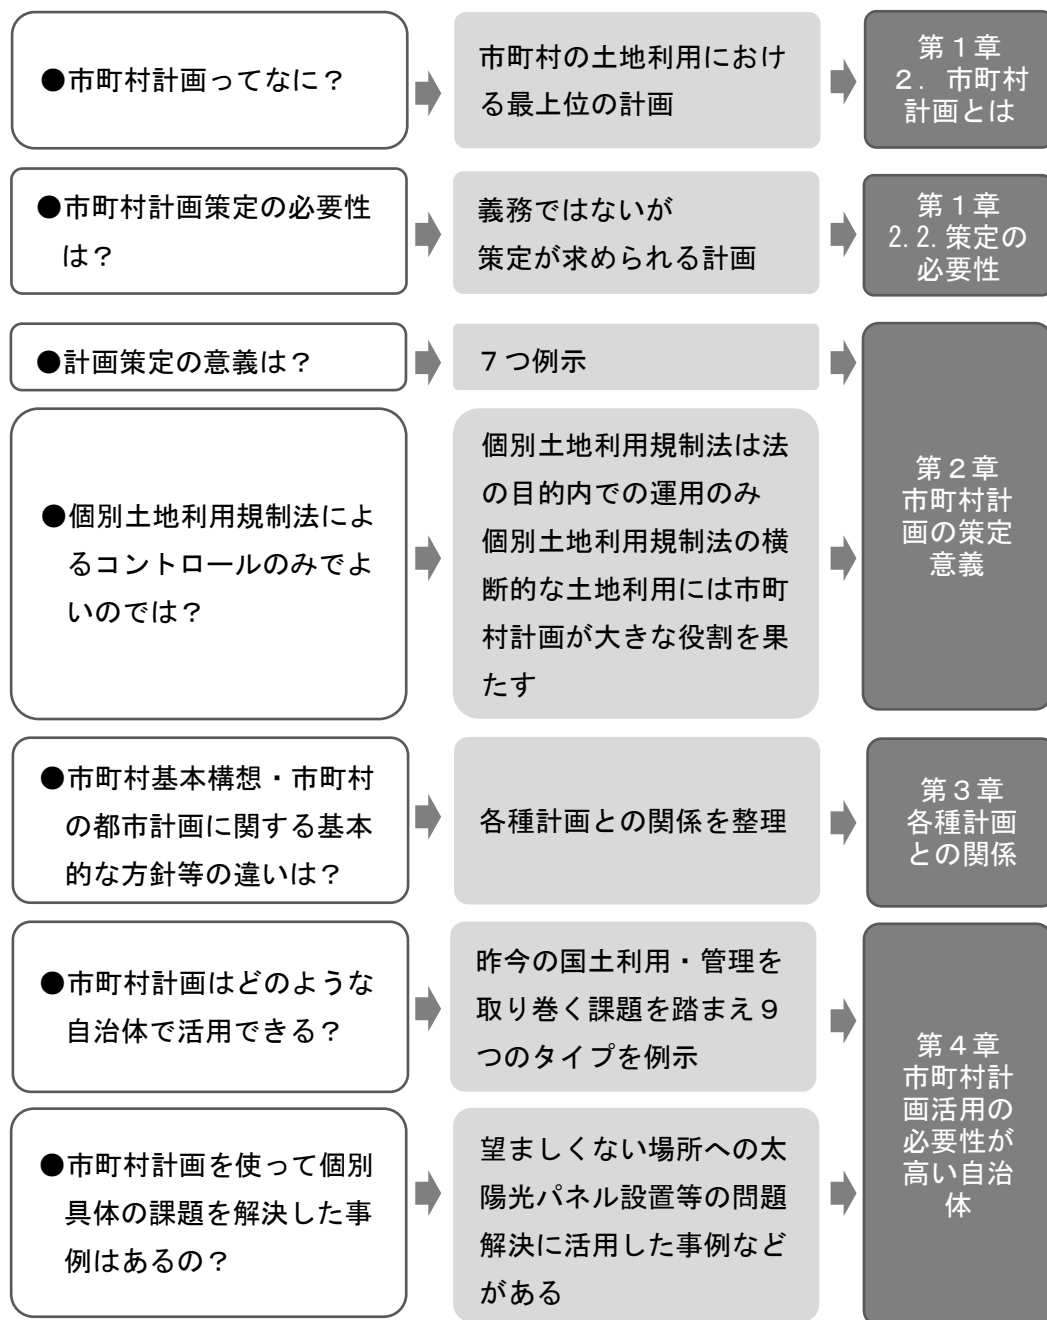 ●市町村計画ってなに？
市町村の土地利用におけ
る最上位の計画
第１章
２．市町村
計画とは
●市町村計画策定の必要性
は？
義務ではないが
策定が求められる計画
第１章
2.2.策定の
必要性
●計画策定の意義は？
７つ例示
●個別土地利用規制法によ
るコントロールのみでよ
いのでは？
個別土地利用規制法は法
の目的内での運用のみ
個別土地利用規制法の横
断的な土地利用には市町
村計画が大きな役割を果
たす
第２章
市町村計
画の策定
意義
●市町村基本構想・市町村
の都市計画に関する基本
的な方針等の違いは？
各種計画との関係を整理
第３章
各種計画
との関係
●市町村計画はどのような
自治体で活用できる？
昨今の国土利用・管理を
取り巻く課題を踏まえ９
つのタイプを例示
●市町村計画を使って個別
具体の課題を解決した事
例はあるの？
望ましくない場所への太
陽光パネル設置等の問題
解決に活用した事例など
がある
第４章
市町村計
画活用の
必要性が
高い自治
体